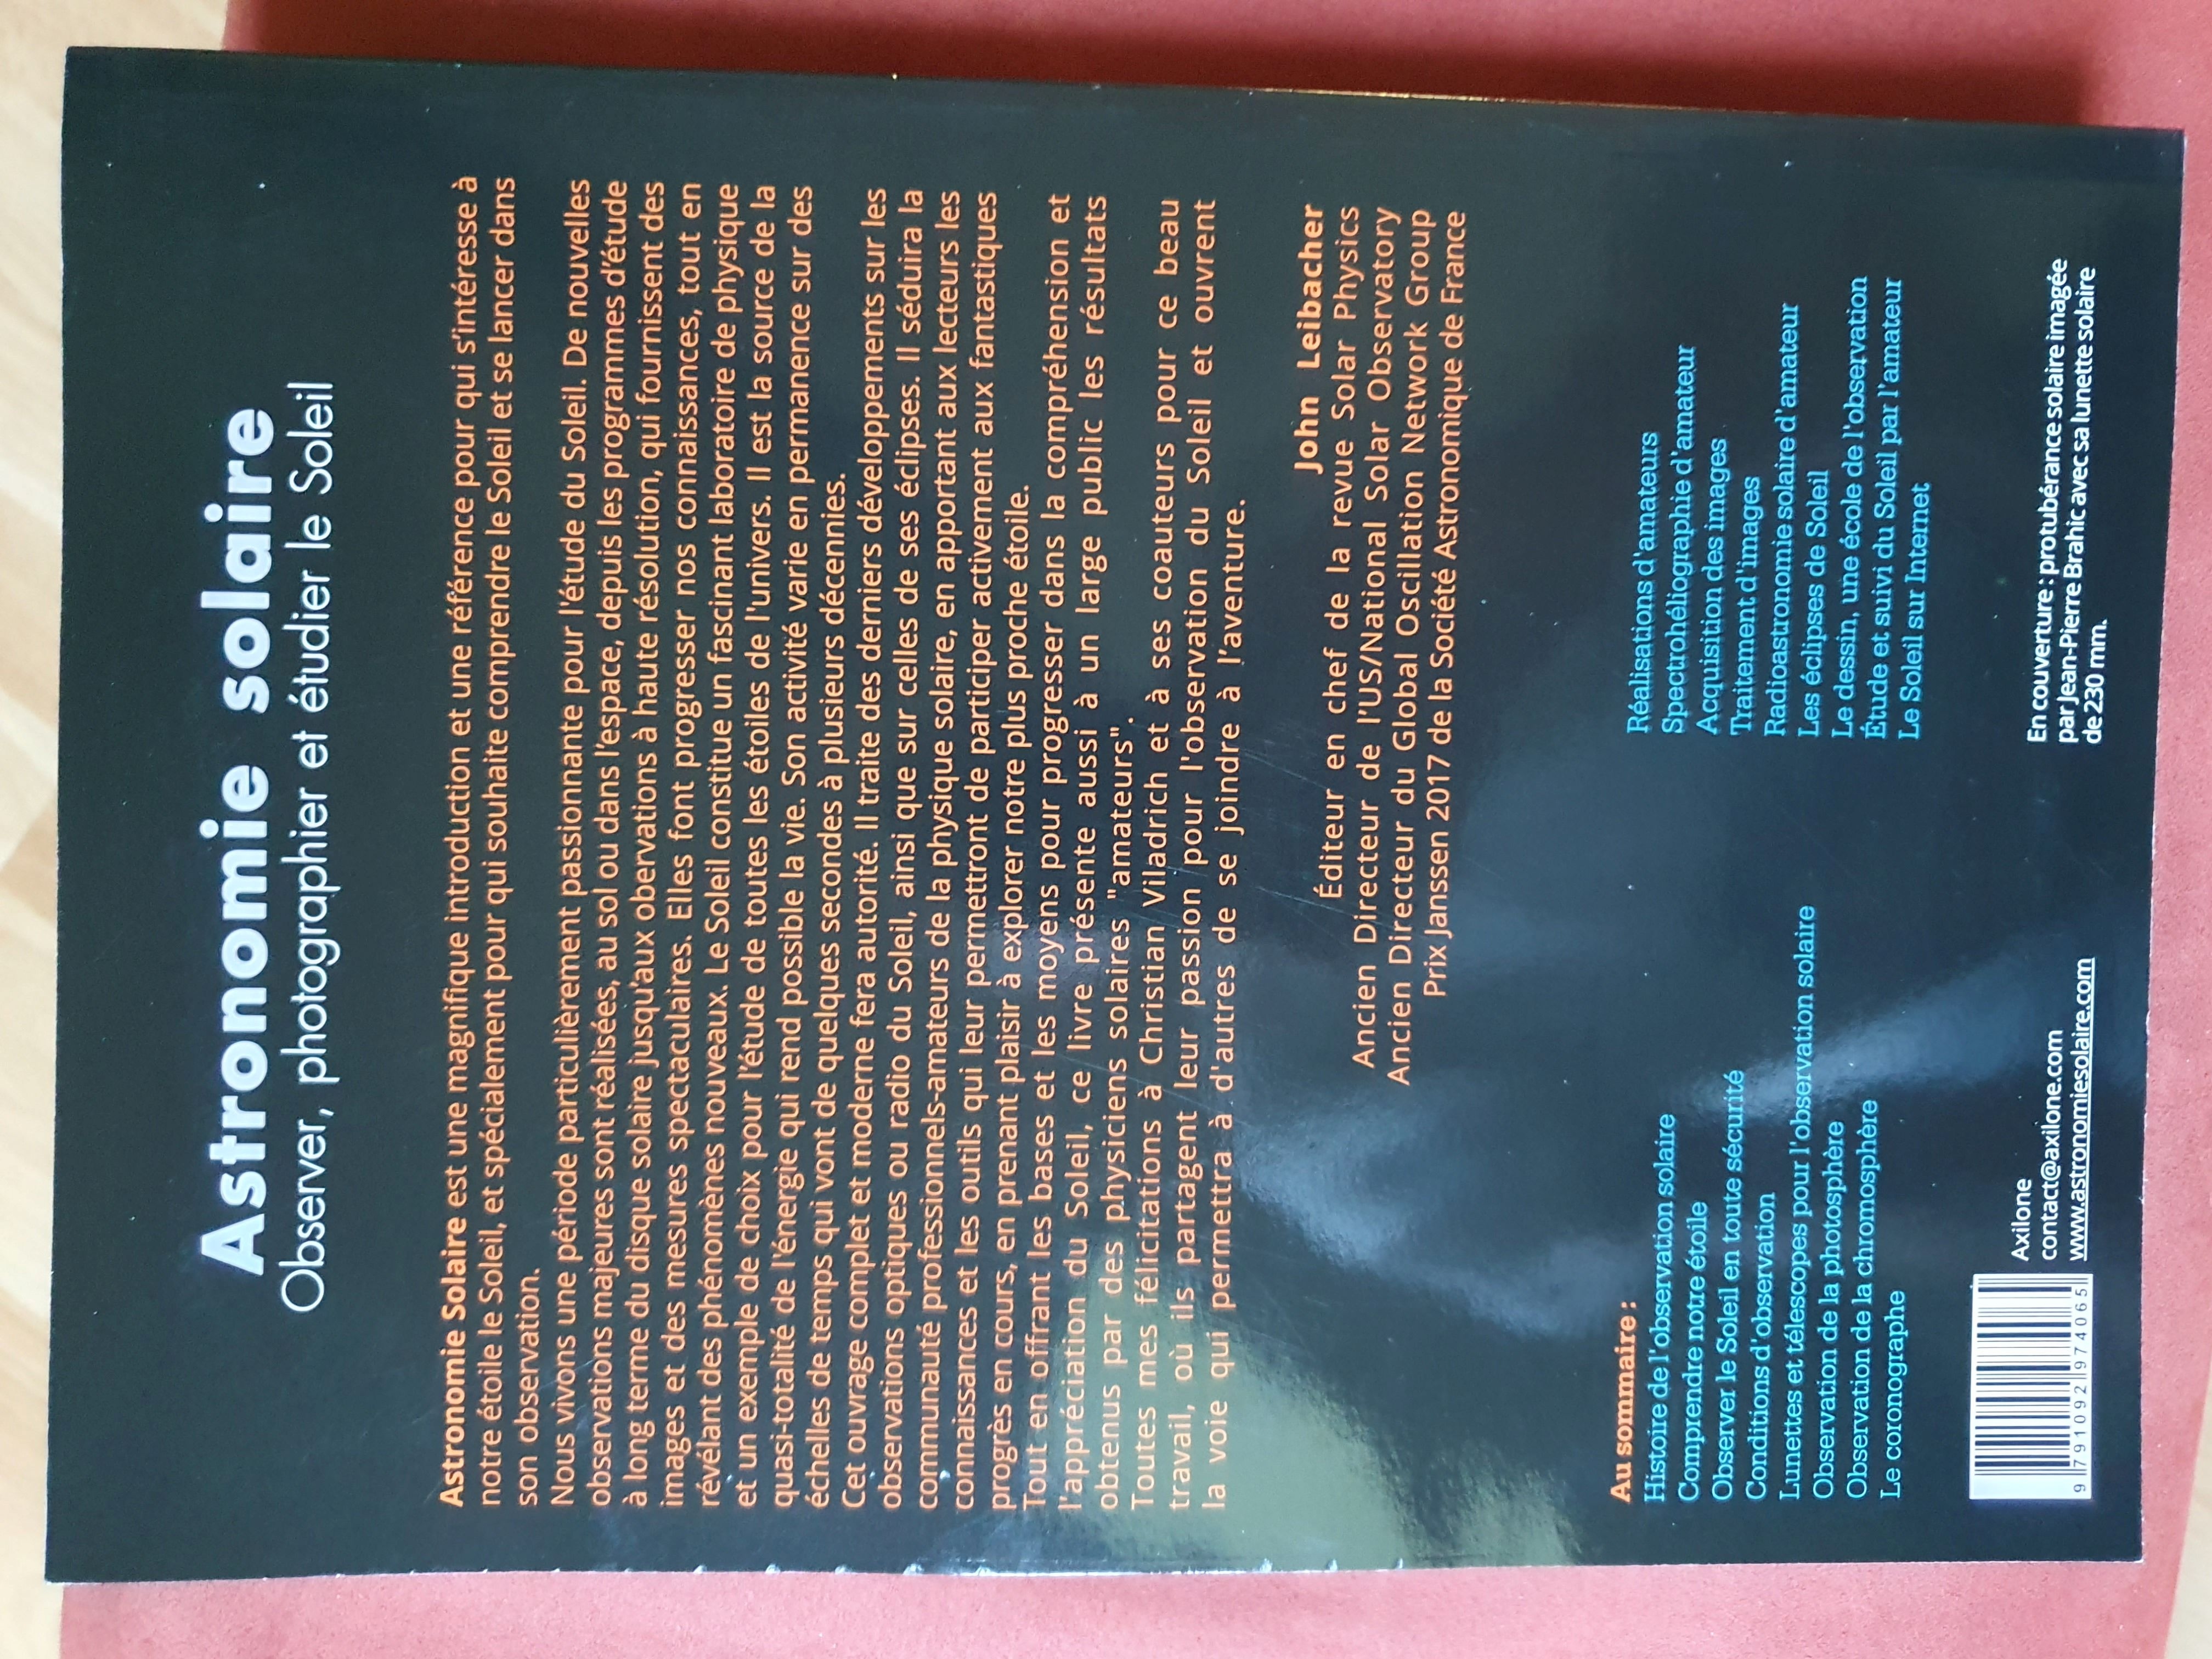 Astronomie solaire
Observer, photographier et étudier le Soleil
Astronomie Solaire est une magnifique introduction et une référence pour qui s'intéresse à
notre étoile le Soleil, et spécialement pour qui souhaite comprendre le Soleil et se lancer dans
son observation.
Nous vivons une période particulièrement passionnante pour l'étude du Soleil. De nouvelles
observations majeures sont réalisées, au sol ou dans l'espace, depuis les programmes d'étude
à long terme du disque solaire jusqu'aux obervations à haute résolution, qui fournissent des
images et des mesures spectaculaires. Elles font progresser nos connaissances, tout en
révélant des phénomènes nouveaux. Le Soleil constitue un fascinant laboratoire de physique
et un exemple de choix pour l'étude de toutes les étoiles de l'univers. Il est la source de la
quasi-totalité de l'énergie qui rend possible la vie. Son activité varie en permanence sur des
échelles de temps qui vont de quelques secondes à plusieurs décennies.
Cet ouvrage complet et moderne fera autorité. Il traite des derniers développements sur les
observations optiques ou radio du Soleil, ainsi que sur celles de ses éclipses. Il séduira la
communauté professionnels-amateurs de la physique solaire, en apportant aux lecteurs les
connaissances et les outils qui leur permettront de participer activement aux fantastiques
progrès en cours, en prenant plaisir à explorer notre plus proche étoile.
Tout en offrant les bases et les moyens pour progresser dans la compréhension et
l'appréciation du Soleil, ce livre présente aussi à un large public les résultats
obtenus par des physiciens solaires "amateurs".
Toutes mes félicitations à Christian Viladrich et à ses coauteurs pour ce beau
travail, où ils partagent leur passion pour l'observation du Soleil et ouvrent
la voie qui permettra à d'autres de se joindre à l'aventure.
John Leibacher
Éditeur en chef de la revue Solar Physics
Ancien Directeur de l'US/National Solar Observatory
Ancien Directeur du Global Oscillation Network Group
Prix Janssen 2017 de la Société Astronomique de France
Au sommaire :
Histoire de l'observation solaire
Comprendre notre étoile
Observer le Soleil en toute sécurité
Conditions d'observation
Lunettes et télescopes pour l'observation solaire
Observation de la photosphère
Observation de la chromosphère
Le coronographe
Réalisations d'amateurs
Spectrohéliographie d'amateur
Acquisition des images
Traitement d'images
Radioastronomie solaire d'amateur
Les éclipses de Soleil
Le dessin, une école de l'observation
Étude et suivi du Soleil par l'amateur
Le Soleil sur Internet
9 791092 974065
Axilone
contact@axilone.com
www.astronomiesolaire.com
En couverture : protubérance solaire imagée
par Jean-Pierre Brahic avec sa lunette solaire
de 230 mm.